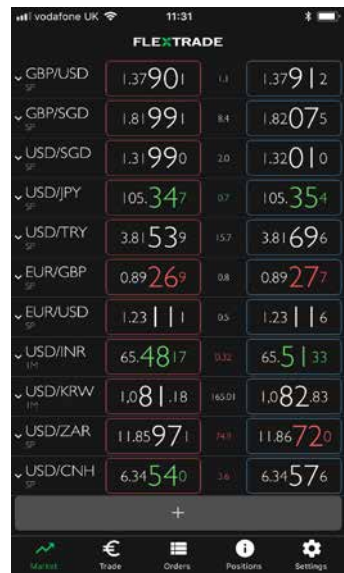 vodafone UK 11:31
FLEXTRADE
GBP/USD 1.37901 1.1 1.37912
SP
GBP/SGD 1.81991 8.4 1.82075
SP
USD/SGD 1.31990 2.0 1.32010
SP
USD/JPY 105.347 0.7 105.354
SP
USD/TRY 3.81539 15.7 3.81696
SP
EUR/GBP 0.89269 0.8 0.89277
SP
EUR/USD 1.23111 0.5 1.23116
SP
USD/INR 65.4817 0.32 65.5133
1M
USD/KRW 1,081.18 165.01 1,082.83
1M
USD/ZAR 11.85971 74.9 11.86720
SP
USD/CNH 6.34540 3.6 6.34576
SP
+
Market Trade Orders Positions Settings